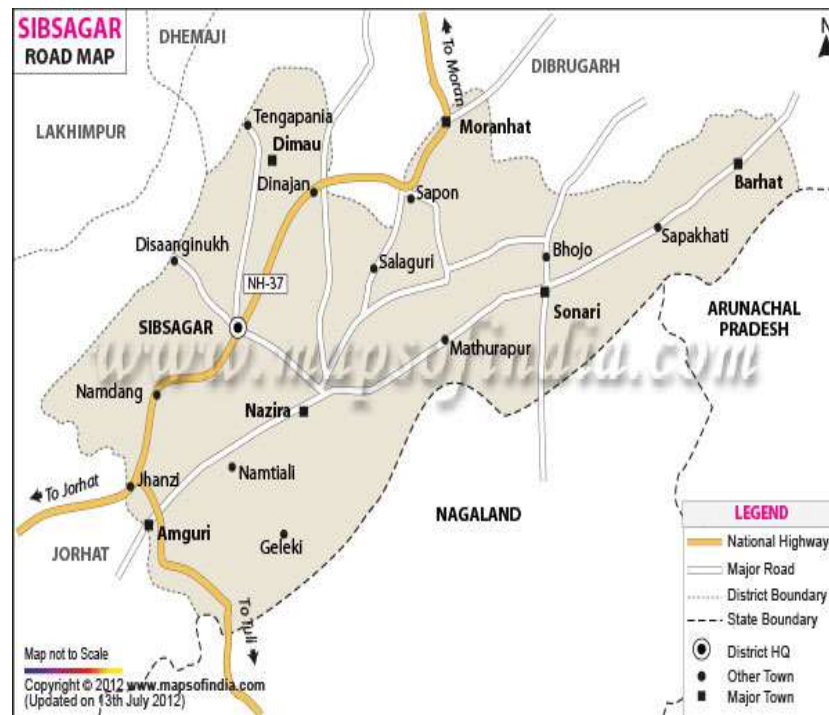 SIBSAGAR
ROAD MAP
DHEMAJI
LAKHIMPUR
DIBRUGARH
N
To Moran
Tengapania
Dimau
Moranhat
Dinajan
Sapon
Barhat
Disaanginukh
Salaguri
Bhojo
Sapakhati
NH-37
SIBSAGAR
Sonari
ARUNACHAL
PRADESH
www.mapsofindia.com
Mathurapur
Namdang
Nazira
Jhanzi
Namtiali
To Jorhat
NAGALAND
Amguri
JORHAT
Geleki
To Tuli
LEGEND
National Highway
Major Road
District Boundary
State Boundary
District HQ
Other Town
Major Town
Map not to Scale
Copyright © 2012 www.mapsofindia.com
(Updated on 13th July 2012)